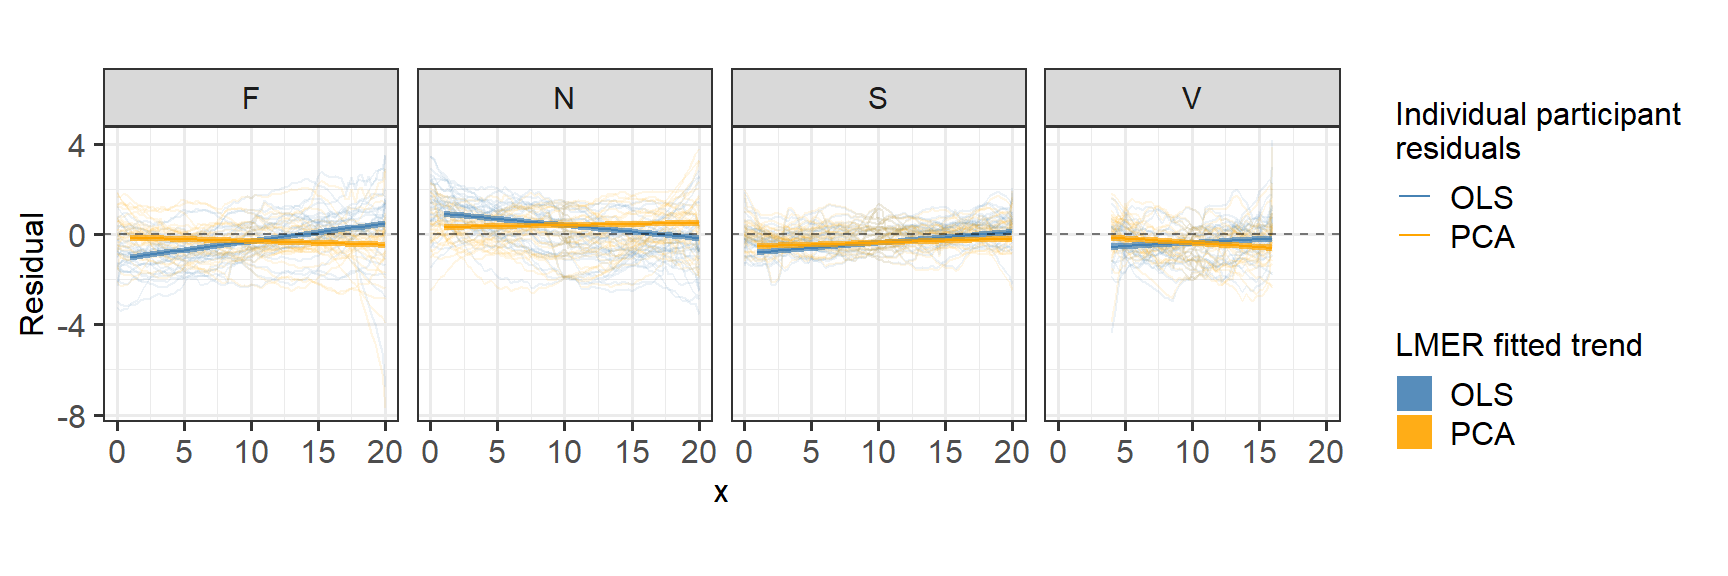 F N S V
4
0
-4
-8
Residual
0 5 10 15 20 0 5 10 15 20 0 5 10 15 20 0 5 10 15 20
x
Individual participant
residuals
OLS
PCA
LMER fitted trend
OLS
PCA